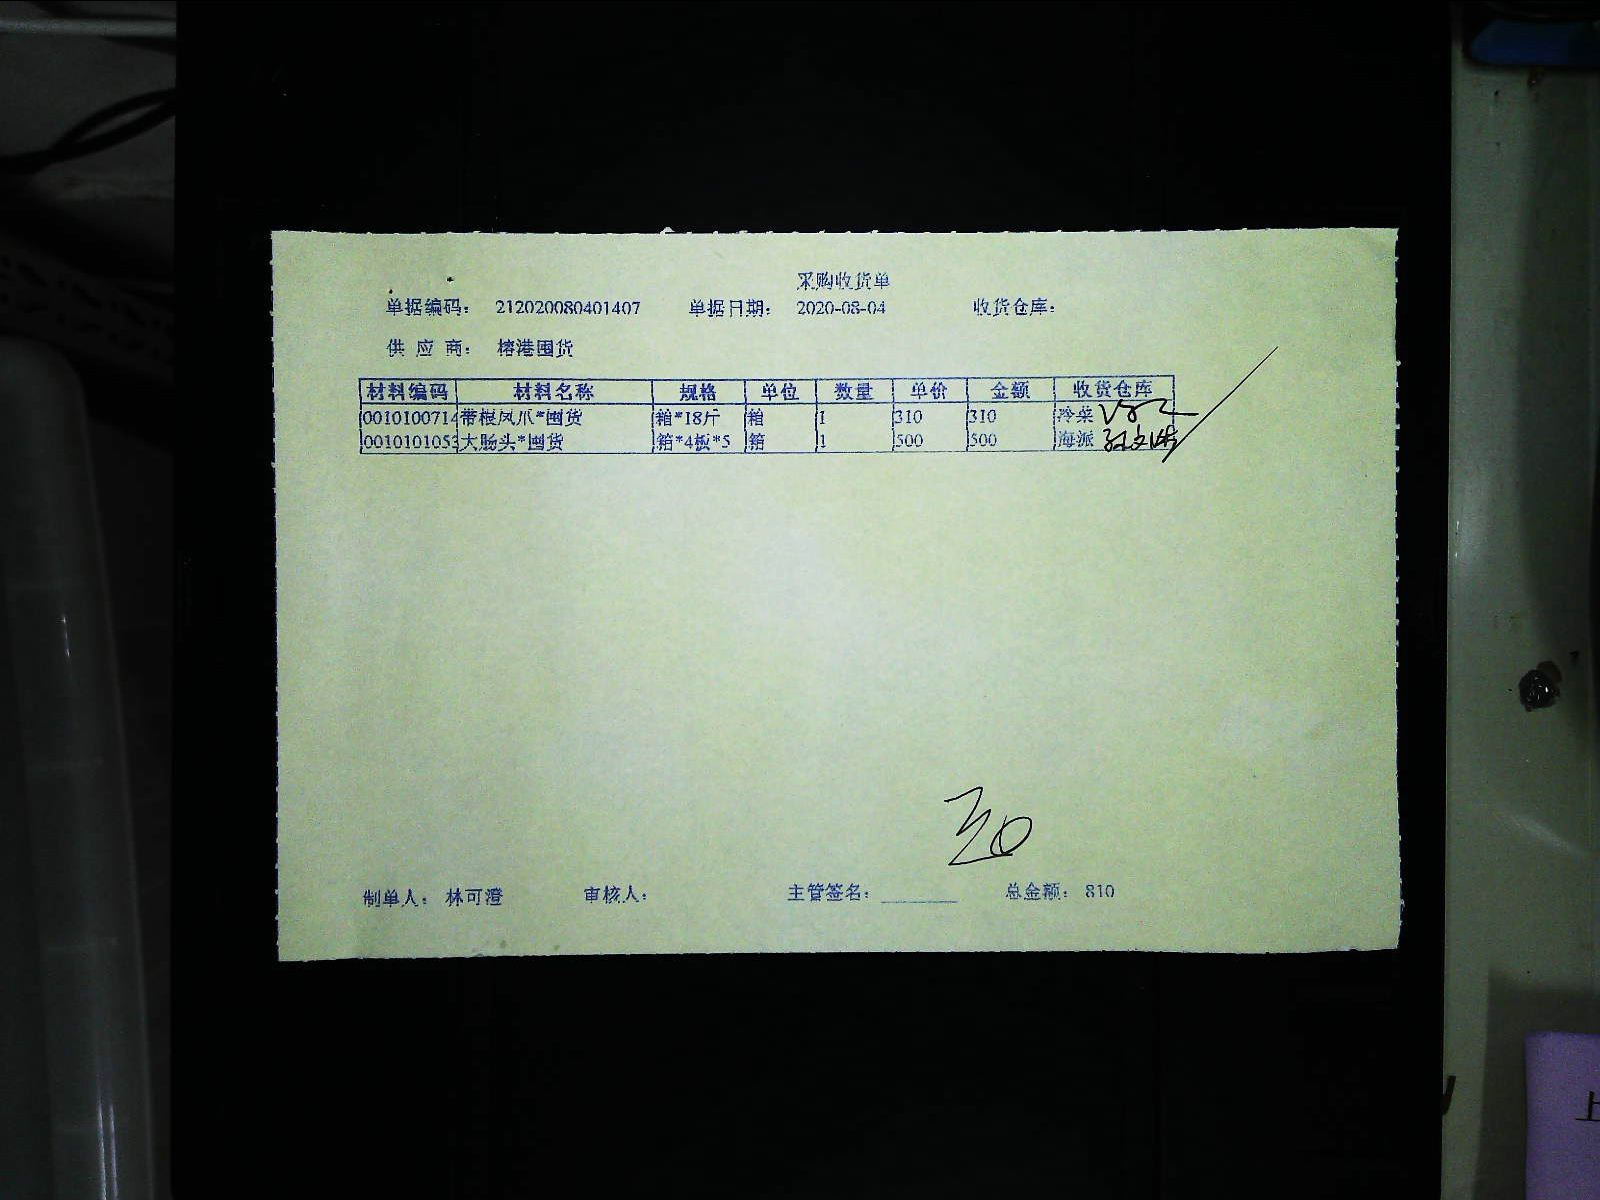 采购收货单
单据编码： 212020080401407 单据日期： 2020-08-04 收货仓库：
供 应 商： 榕港囤货
材料编码 材料名称 规格 单位 数量 单价 金额 收货仓库
0010100714 带根凤爪*囤货 箱*18斤 箱 1 310 310 冷菜
0010101053 大肠头*囤货 箱*4板*5 箱 1 500 500 海派
制单人： 林可澄 审核人： 主管签名： 总金额： 810
上